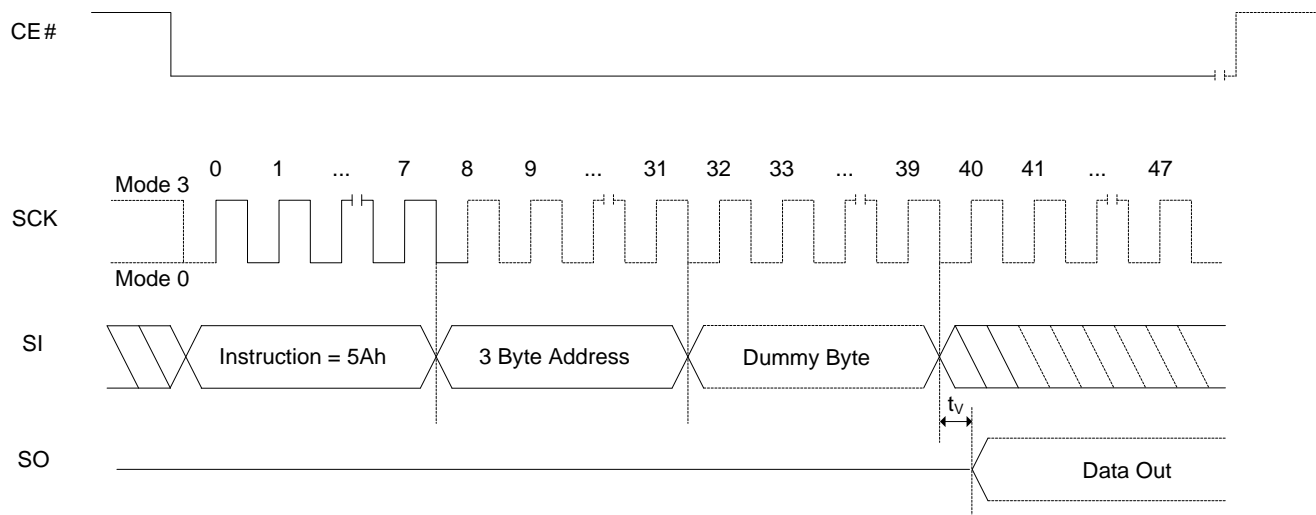 CE#
0 1 ... 7 8 9 ... 31 32 33 ... 39 40 41 ... 47
Mode 3
SCK
Mode 0
SI
Instruction = 5Ah
3 Byte Address
Dummy Byte
tV
SO
Data Out